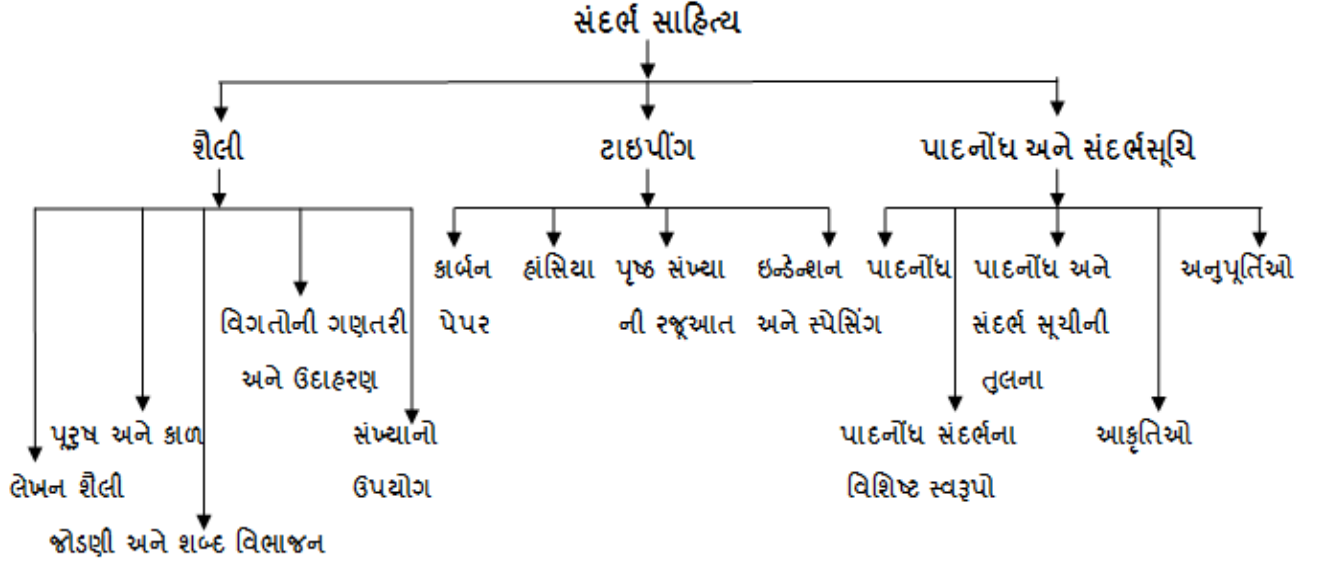 સંદર્ભ સાહિત્ય
શૈલી
ટાઇપીંગ
પાદનોંધ અને સંદર્ભસૂચિ
વિગતોની ગણતરી
અને ઉદાહરણ
પૂરુષ અને કાળ
સંખ્યાનો
ઉપયોગ
લેખન શૈલી
જોડણી અને શબ્દ વિભાજન
કાર્બન
પેપર
હાંસિયા
પૃષ્ઠ સંખ્યા
ની રજૂઆત
ઇન્ડેન્શન
અને સ્પેસિંગ
પાદનોંધ
પાદનોંધ અને
સંદર્ભ સૂચીની
તુલના
અનુપૂર્તિઓ
પાદનોંધ સંદર્ભના
વિશિષ્ટ સ્વરૂપો
આકૃતિઓ